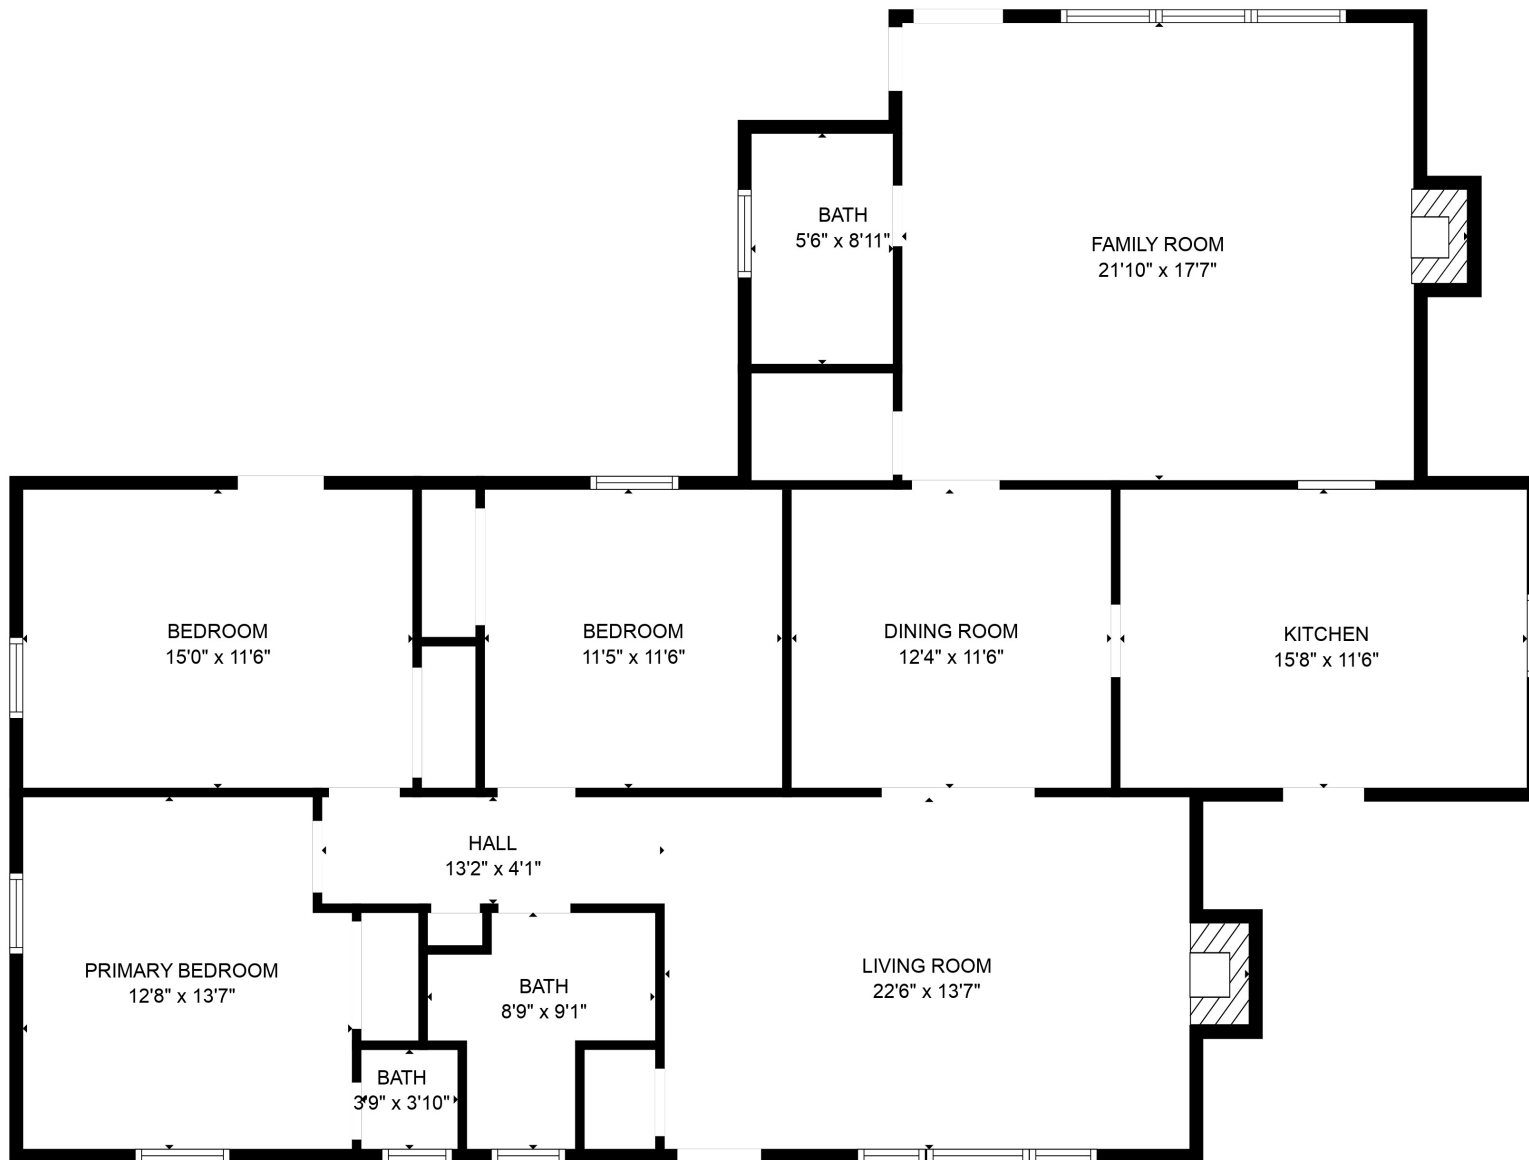 BATH
5'6" x 8'11"
FAMILY ROOM
21'10" x 17'7"
BEDROOM
15'0" x 11'6"
BEDROOM
11'5" x 11'6"
DINING ROOM
12'4" x 11'6"
KITCHEN
15'8" x 11'6"
HALL
13'2" x 4'1"
PRIMARY BEDROOM
12'8" x 13'7"
BATH
8'9" x 9'1"
LIVING ROOM
22'6" x 13'7"
BATH
3'9" x 3'10"